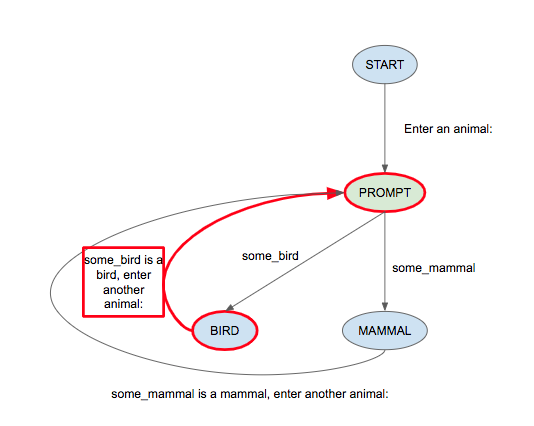 START
Enter an animal:
PROMPT
some_bird
some_mammal
some_bird is a
bird, enter
another
animal:
BIRD
MAMMAL
some_mammal is a mammal, enter another animal: